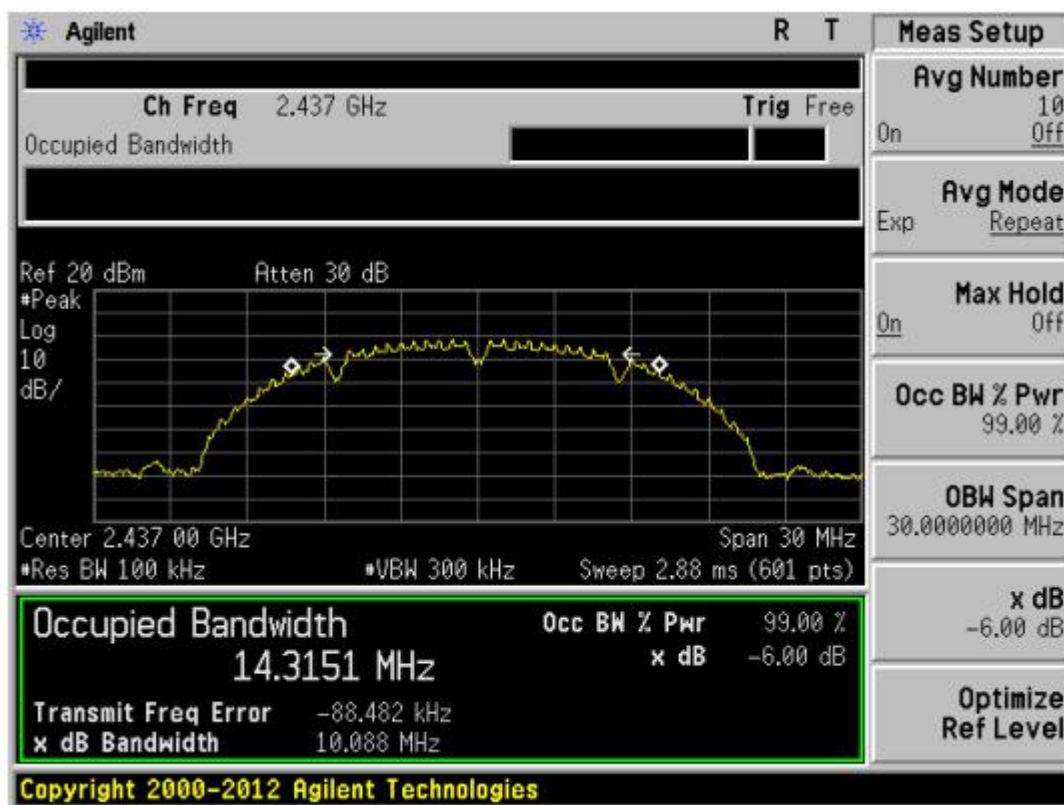 Agilent R T
Ch Freq 2.437 GHz Trig Free
Occupied Bandwidth
Ref 20 dBm Atten 30 dB
#Peak
Log
10
dB/
Center 2.437 00 GHz Span 30 MHz
#Res BW 100 kHz #VBW 300 kHz Sweep 2.88 ms (601 pts)
Occupied Bandwidth Occ BW % Pwr 99.00 %
14.3151 MHz x dB -6.00 dB
Transmit Freq Error -88.482 kHz
x dB Bandwidth 10.088 MHz
Copyright 2000-2012 Agilent Technologies
Meas Setup
Avg Number
10
On Off
Avg Mode
Exp Repeat
Max Hold
On Off
Occ BW % Pwr
99.00 %
OBW Span
30.0000000 MHz
x dB
-6.00 dB
Optimize
Ref Level